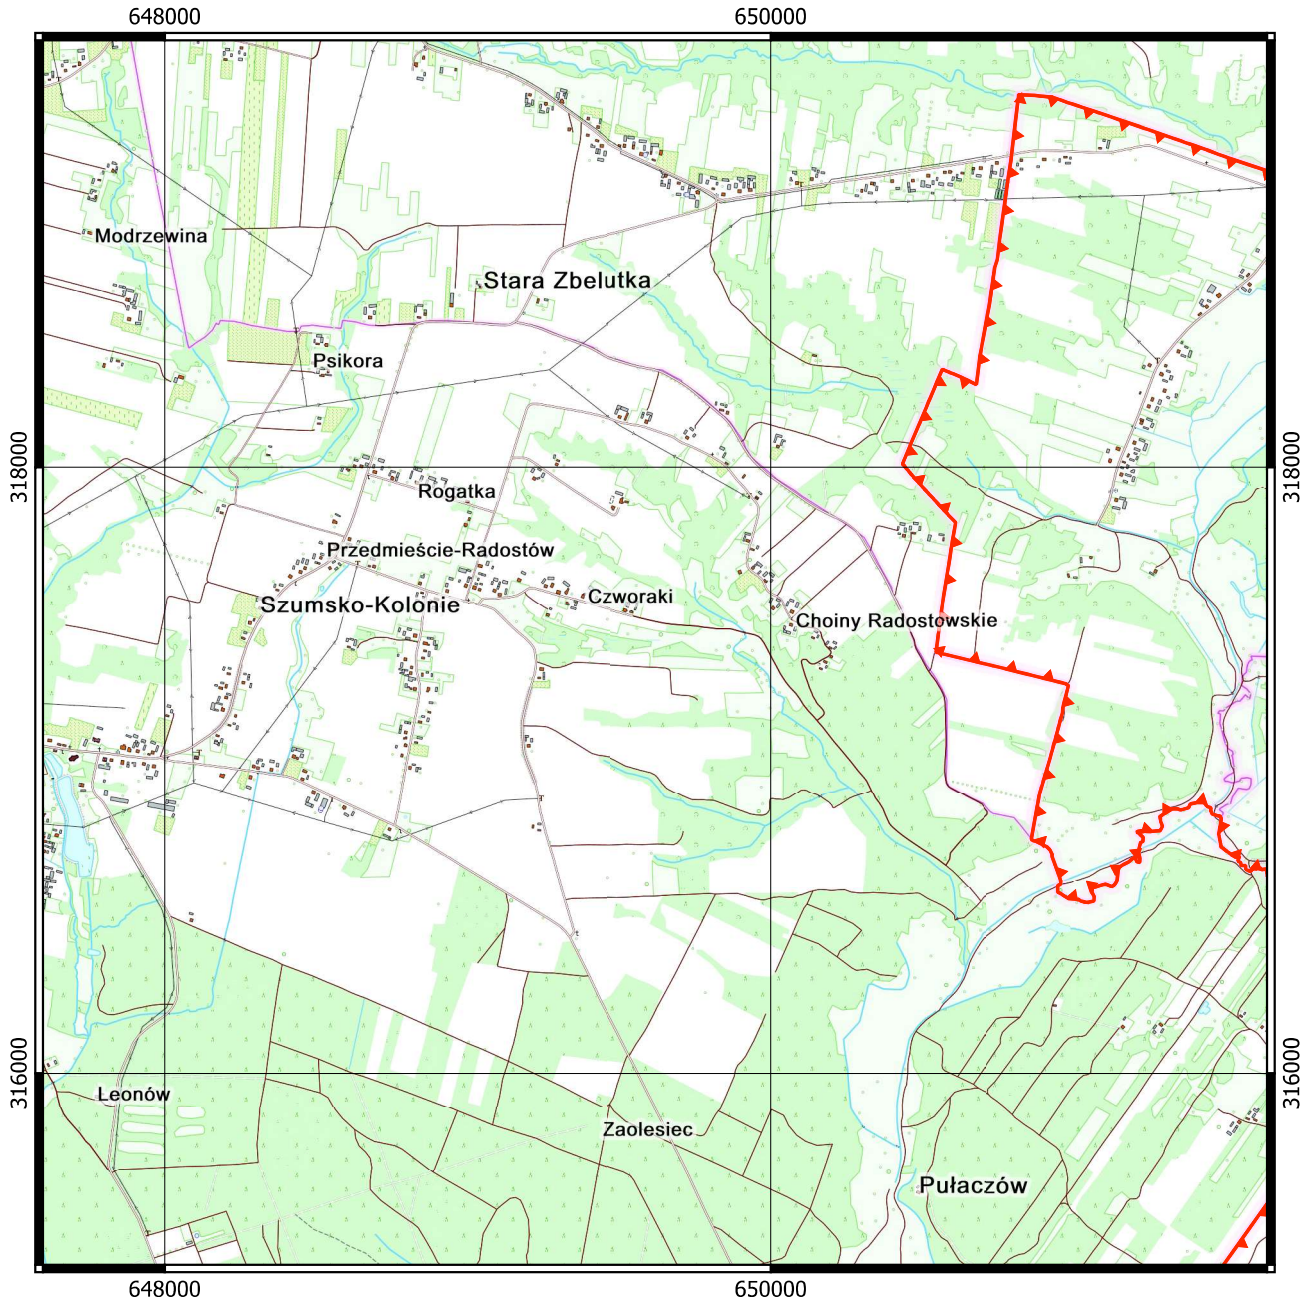 648000
650000
Modrzewina
Stara Zbelutka
Psikora
318000
318000
Rogatka
Przedmieście-Radostów
Czworaki
Szumsko-Kolonie
Choiny Radostowskie
316000
316000
Leonów
Zaolesiec
Pułaczów
648000
650000